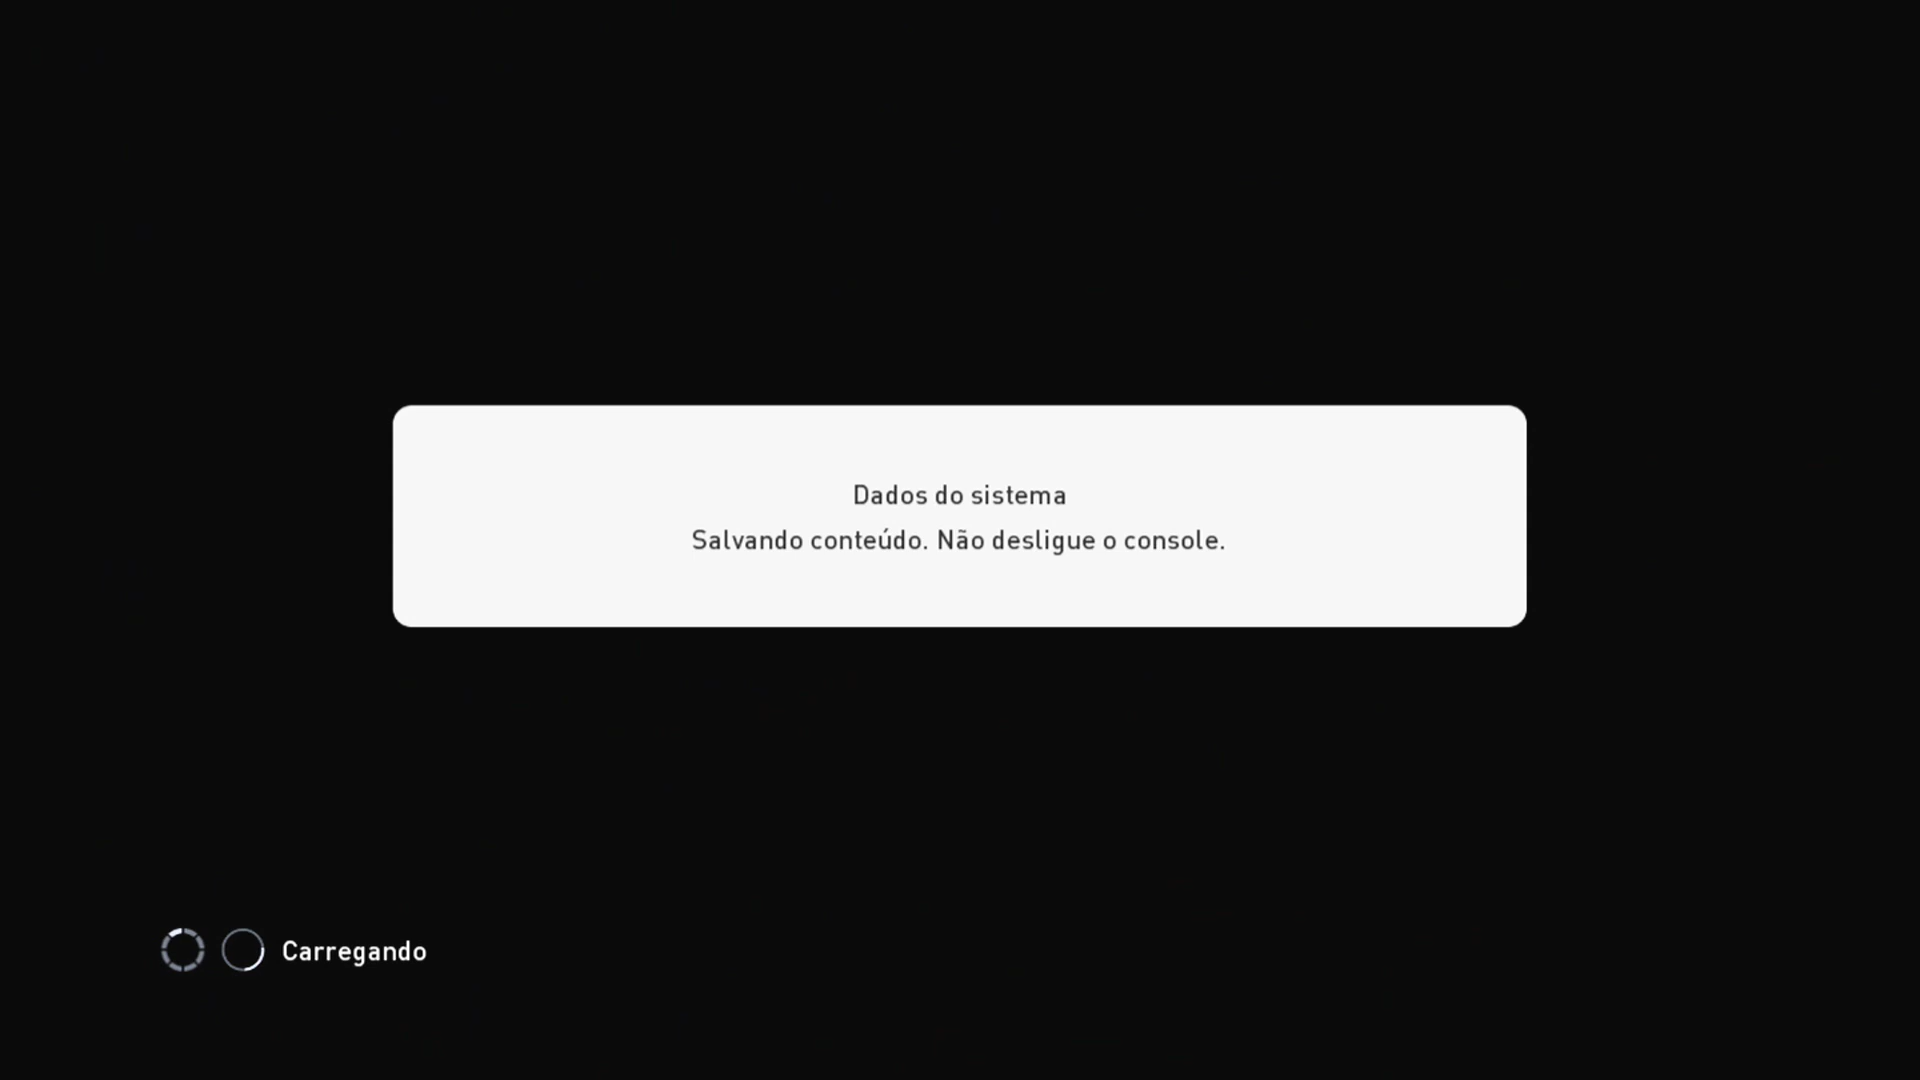 Dados do sistema
Salvando conteúdo. Não desligue o console.
Carregando